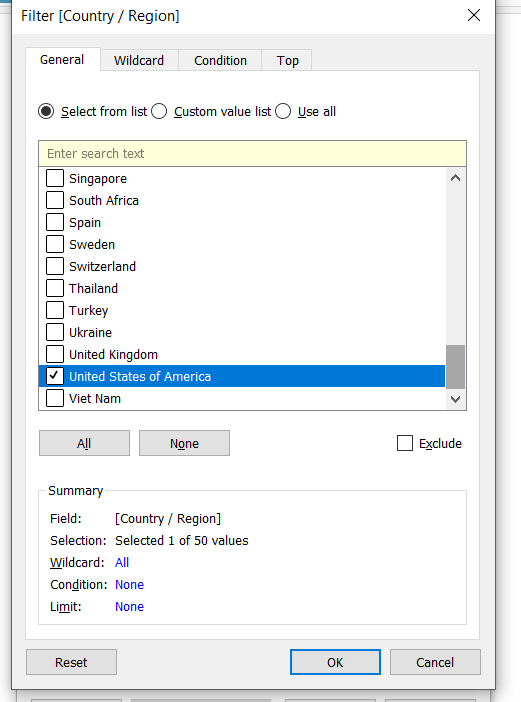 Filter [Country / Region]
General Wildcard Condition Top
Select from list Custom value list Use all
Enter search text
Singapore
South Africa
Spain
Sweden
Switzerland
Thailand
Turkey
Ukraine
United Kingdom
United States of America
Viet Nam
All None Exclude
Summary
Field: [Country / Region]
Selection: Selected 1 of 50 values
Wildcard: All
Condition: None
Limit: None
Reset OK Cancel